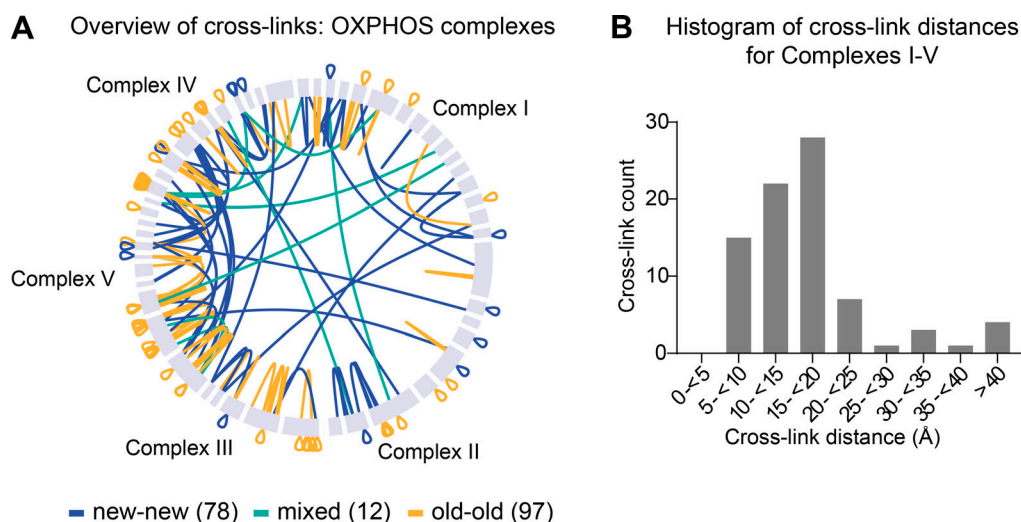 A Overview of cross-links: OXPHOS complexes
Complex IV
Complex I
Complex V
Complex III
Complex II
new-new (78) mixed (12) old-old (97)
B Histogram of cross-link distances
for Complexes I-V
Cross-link count
30
20
10
0
0-<5 5-<10 10-<15 15-<20 20-<25 25-<30 30-<35 35-<40 >40
Cross-link distance (Å)